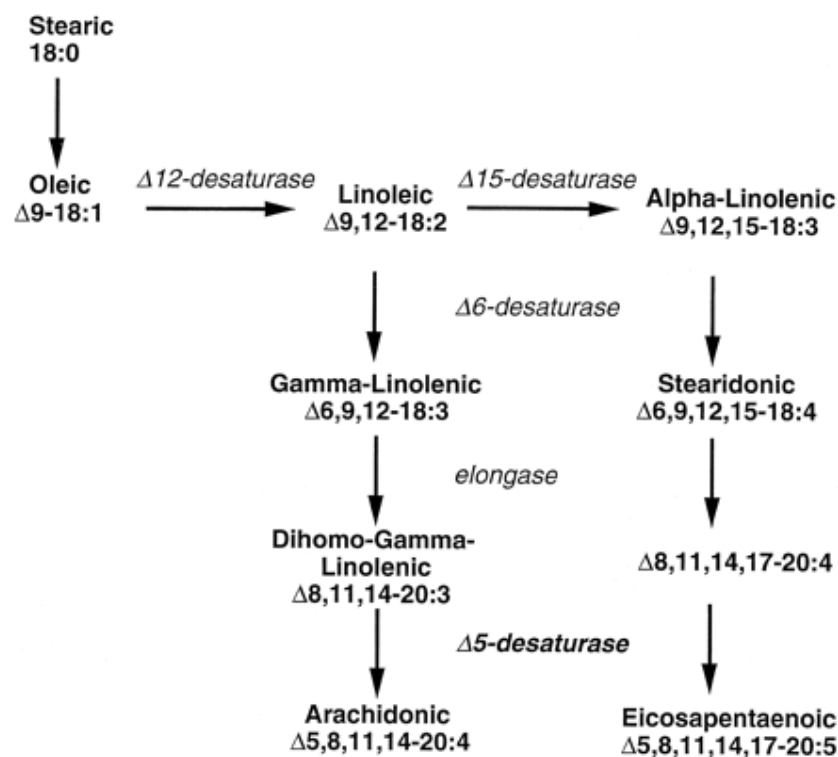 Stearic
18:0
Oleic
Δ9-18:1
Δ12-desaturase
Linoleic
Δ9,12-18:2
Δ15-desaturase
Alpha-Linolenic
Δ9,12,15-18:3
Δ6-desaturase
Gamma-Linolenic
Δ6,9,12-18:3
Stearidonic
Δ6,9,12,15-18:4
elongase
Dihomo-Gamma-
Linolenic
Δ8,11,14-20:3
Δ8,11,14,17-20:4
Δ5-desaturase
Arachidonic
Δ5,8,11,14-20:4
Eicosapentaenoic
Δ5,8,11,14,17-20:5